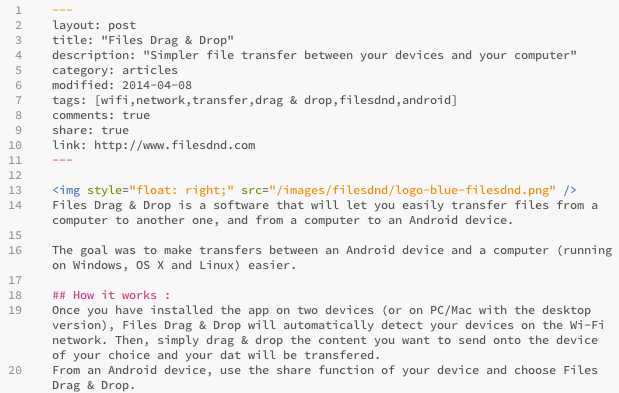 1 ---
2 layout: post
3 title: "Files Drag & Drop"
4 description: "Simpler file transfer between your devices and your computer"
5 category: articles
6 modified: 2014-04-08
7 tags: [wifi,network,transfer,drag & drop,filesdnd,android]
8 comments: true
9 share: true
10 link: http://www.filesdnd.com
11 ---
12
13 <img style="float: right;" src="/images/filesdnd/logo-blue-filesdnd.png" />
14 Files Drag & Drop is a software that will let you easily transfer files from a
computer to another one, and from a computer to an Android device.
15
16 The goal was to make transfers between an Android device and a computer (running
on Windows, OS X and Linux) easier.
17
18 ## How it works :
19 Once you have installed the app on two devices (or on PC/Mac with the desktop
version), Files Drag & Drop will automatically detect your devices on the Wi-Fi
network. Then, simply drag & drop the content you want to send onto the device
of your choice and your dat will be transfered.
20 From an Android device, use the share function of your device and choose Files
Drag & Drop.